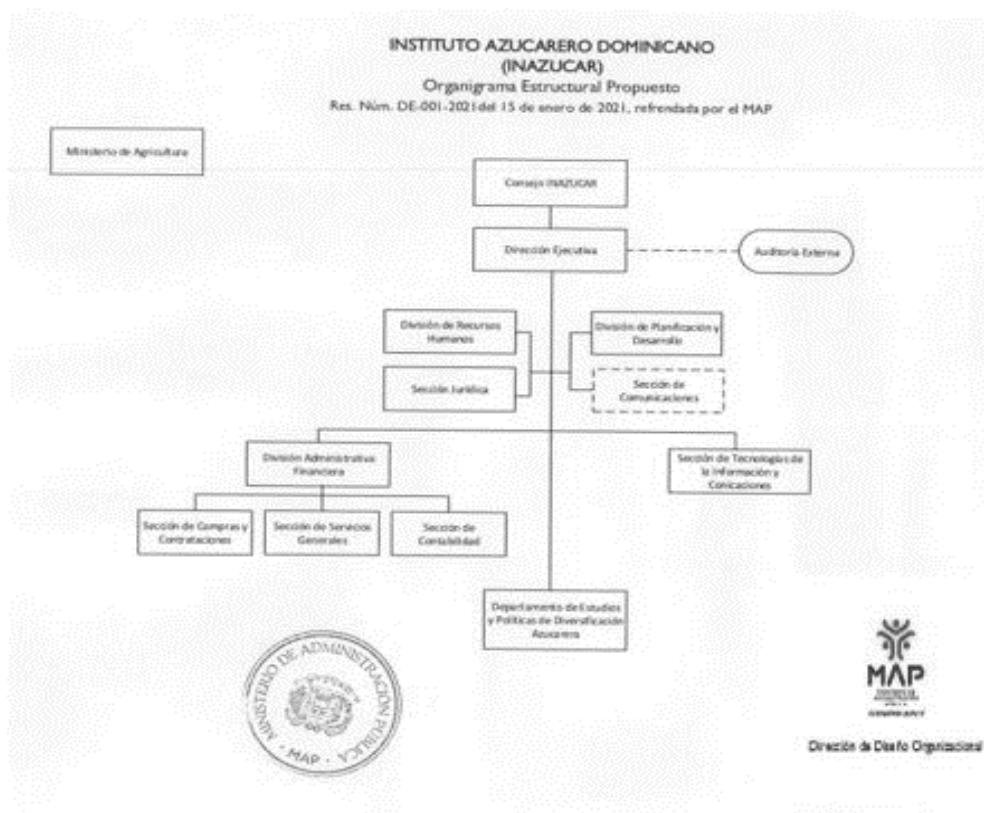 INSTITUTO AZUCARERO DOMINICANO
(INAZUCAR)
Organigrama Estructural Propuesto
Res. Núm. DE-001-2021del 15 de enero de 2021, refrendada por el MAP
Ministerio de Agricultura
Consejo INAZUCAR
Dirección Ejecutiva
Auditoría Externa
División de Recursos
Humanos
División de Planificación y
Desarrollo
Sección Jurídica
Sección de
Comunicaciones
División Administrativa
Financiera
Sección de Tecnologías de
la Información y
Conicaciones
Sección de Compras y
Contrataciones
Sección de Servicios
Generales
Sección de
Contabilidad
Departamento de Estudios
y Políticas de Diversificación
Azucarera
MINISTERIO DE ADMINISTRACIÓN PÚBLICA
- MAP -
MAP
Dirección de Diseño Organizacional